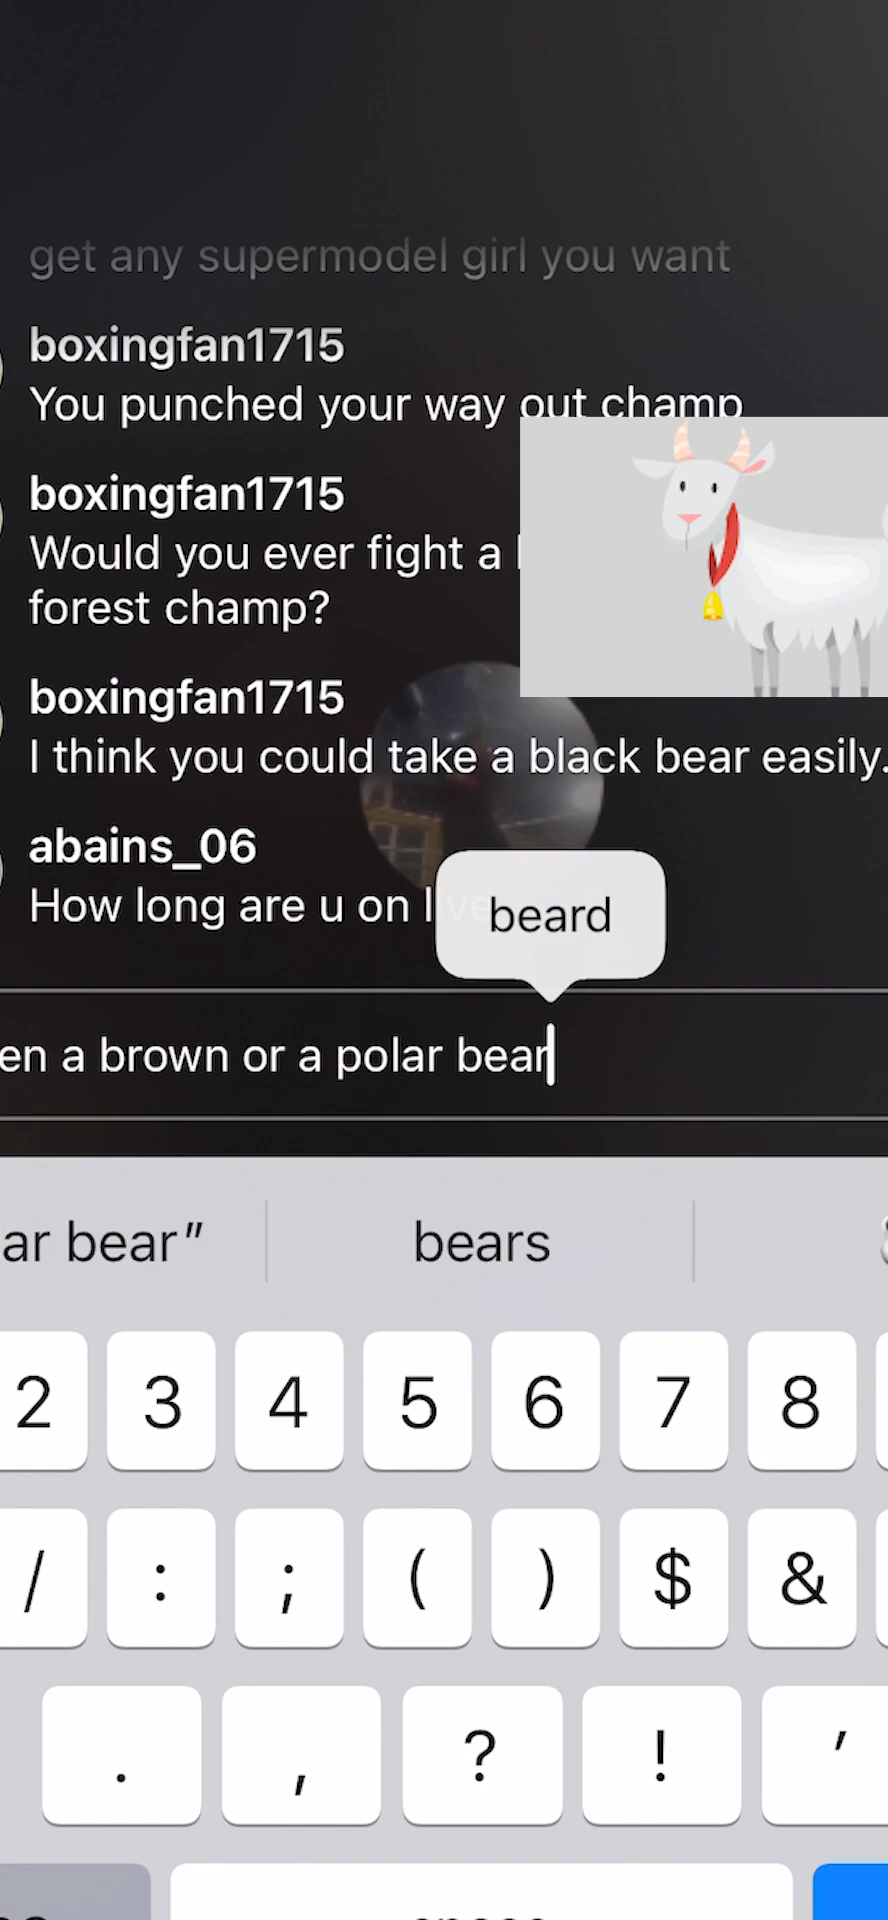 get any supermodel girl you want
boxingfan1715
You punched your way out champ
boxingfan1715
Would you ever fight a
forest champ?
boxingfan1715
I think you could take a black bear easily.
abains_06
How long are u on live
beard
en a brown or a polar bear
ar bear"
bears
2 3 4 5 6 7 8
/ : ; ( ) $ &
. , ? ! '
space